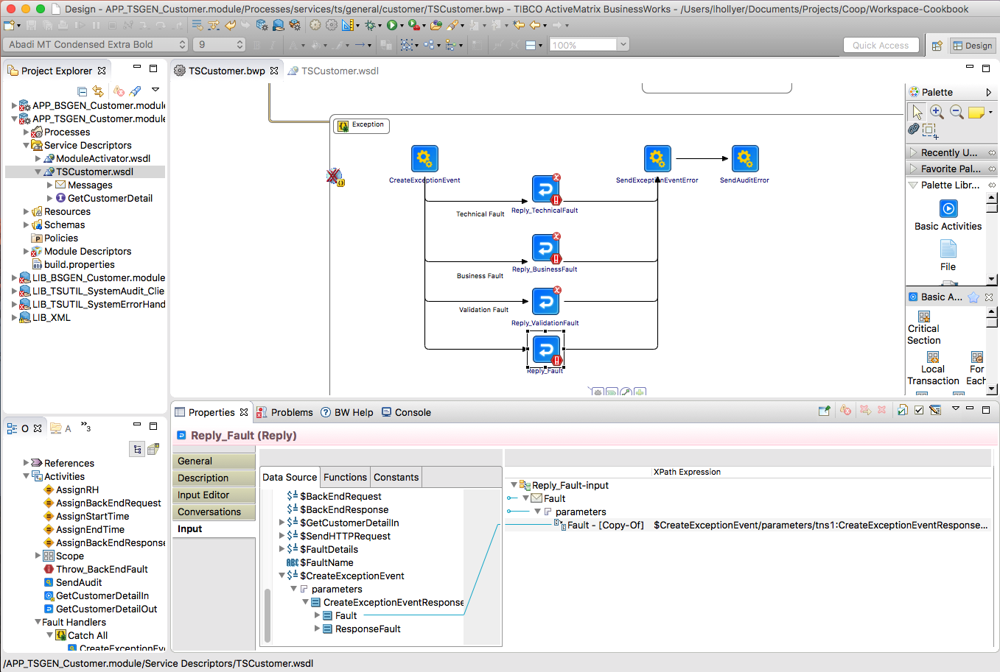 Design - APP_TSGEN_Customer.module/Processes/services/ts/general/customer/TSCustomer.bwp - TIBCO ActiveMatrix BusinessWorks - /Users/lhollyer/Documents/Projects/Coop/Workspace-Cookbook
Abadi MT Condensed Extra Bold
9
100%
Quick Access
Design
Project Explorer
APP_BSGEN_Customer.module
APP_TSGEN_Customer.module
Processes
Service Descriptors
ModuleActivator.wsdl
TSCustomer.wsdl
Messages
GetCustomerDetail
Resources
Schemas
Policies
Module Descriptors
build.properties
LIB_BSGEN_Customer.module
LIB_TSUTIL_SystemAudit_Clie
LIB_TSUTIL_SystemErrorHand
LIB_XML
TSCustomer.bwp
TSCustomer.wsdl
Exception
CreateExceptionEvent
SendExceptionEventError
SendAuditError
Technical Fault
Reply_TechnicalFault
Business Fault
Reply_BusinessFault
Validation Fault
Reply_ValidationFault
Reply_Fault
Palette
Recently U...
Favorite Pal...
Palette Libr...
Basic Activities
File
Basic A...
Critical
Section
Local
Transaction
For
Each
O
A
»3
References
Activities
AssignRH
AssignBackEndRequest
AssignStartTime
AssignEndTime
AssignBackEndResponse
Scope
Throw_BackEndFault
SendAudit
GetCustomerDetailIn
GetCustomerDetailOut
Fault Handlers
Catch All
CreateExceptionEv
Properties
Problems
BW Help
Console
Reply_Fault (Reply)
General
Description
Input Editor
Conversations
Input
Data Source
Functions
Constants
$BackEndRequest
$BackEndResponse
$GetCustomerDetailIn
$SendHTTPRequest
$FaultDetails
ABC $FaultName
$CreateExceptionEvent
parameters
CreateExceptionEventResponse
Fault
ResponseFault
XPath Expression
Reply_Fault-input
Fault
parameters
Fault - [Copy-Of]
$CreateExceptionEvent/parameters/tns1:CreateExceptionEventResponse...
/APP_TSGEN_Customer.module/Service Descriptors/TSCustomer.wsdl